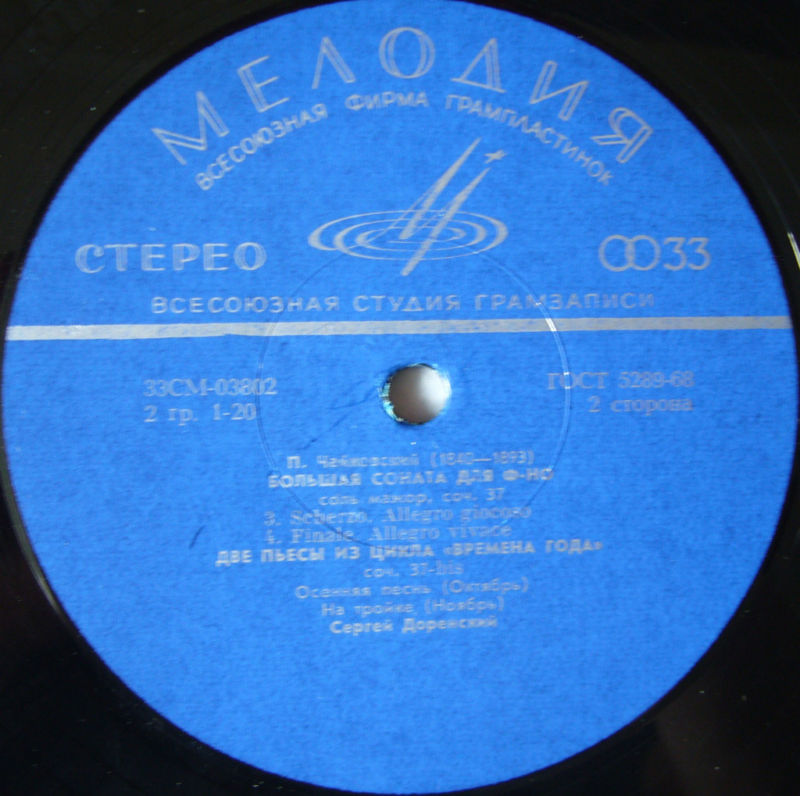 МЕЛОДИЯ
ВСЕСОЮЗНАЯ ФИРМА ГРАМПЛАСТИНОК
СТЕРЕО 33
ВСЕСОЮЗНАЯ СТУДИЯ ГРАМЗАПИСИ
33СМ-03802 ГОСТ 5289-68
2 гр. 1-20 2 сторона
П. Чайковский (1840—1893)
БОЛЬШАЯ СОНАТА ДЛЯ Ф-НО
соль мажор, соч. 37
3. Scherzo. Allegro giocoso
4. Finale. Allegro vivace
ДВЕ ПЬЕСЫ ИЗ ЦИКЛА «ВРЕМЕНА ГОДА»
соч. 37-bis
Осенняя песнь (Октябрь)
На тройке (Ноябрь)
Сергей Доренский